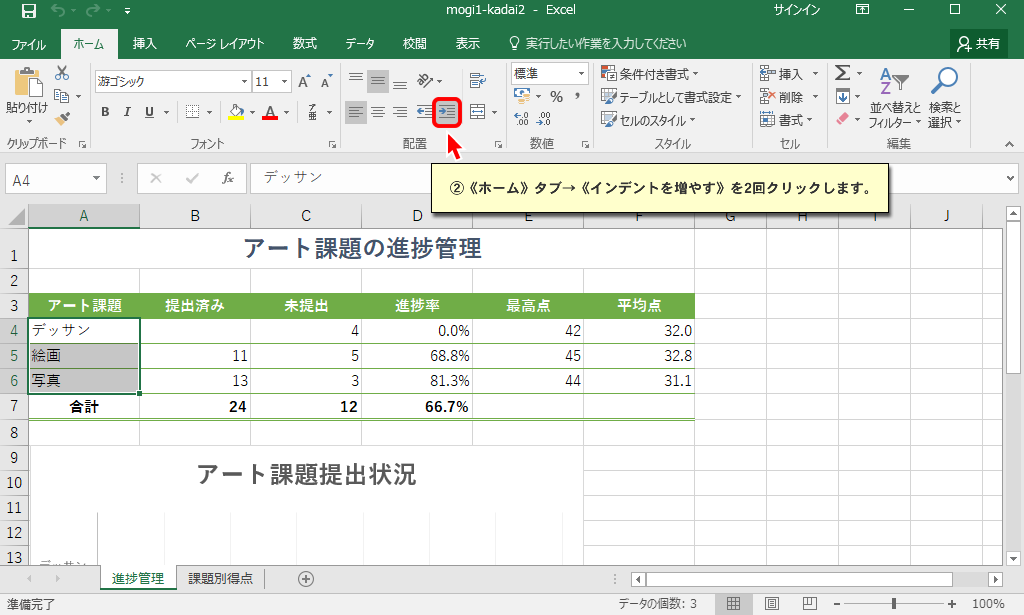 mogi1-kadai2 - Excel
サインイン
ファイル ホーム 挿入 ページ レイアウト 数式 データ 校閲 表示 実行したい作業を入力してください 共有
貼り付け
游ゴシック 11
B I U
標準
%
条件付き書式
テーブルとして書式設定
セルのスタイル
挿入
削除
書式
並べ替えと
フィルター
検索と
選択
クリップボード フォント 配置 数値 スタイル セル 編集
A4 fx デッサン
②《ホーム》タブ→《インデントを増やす》を2回クリックします。
A B C D E F G H I J
1 アート課題の進捗管理
2
3 アート課題 提出済み 未提出 進捗率 最高点 平均点
4 デッサン 4 0.0% 42 32.0
5 絵画 11 5 68.8% 45 32.8
6 写真 13 3 81.3% 44 31.1
7 合計 24 12 66.7%
8
9
アート課題提出状況
10
11
12
13
デッサン
進捗管理 課題別得点
準備完了 データの個数: 3 100%